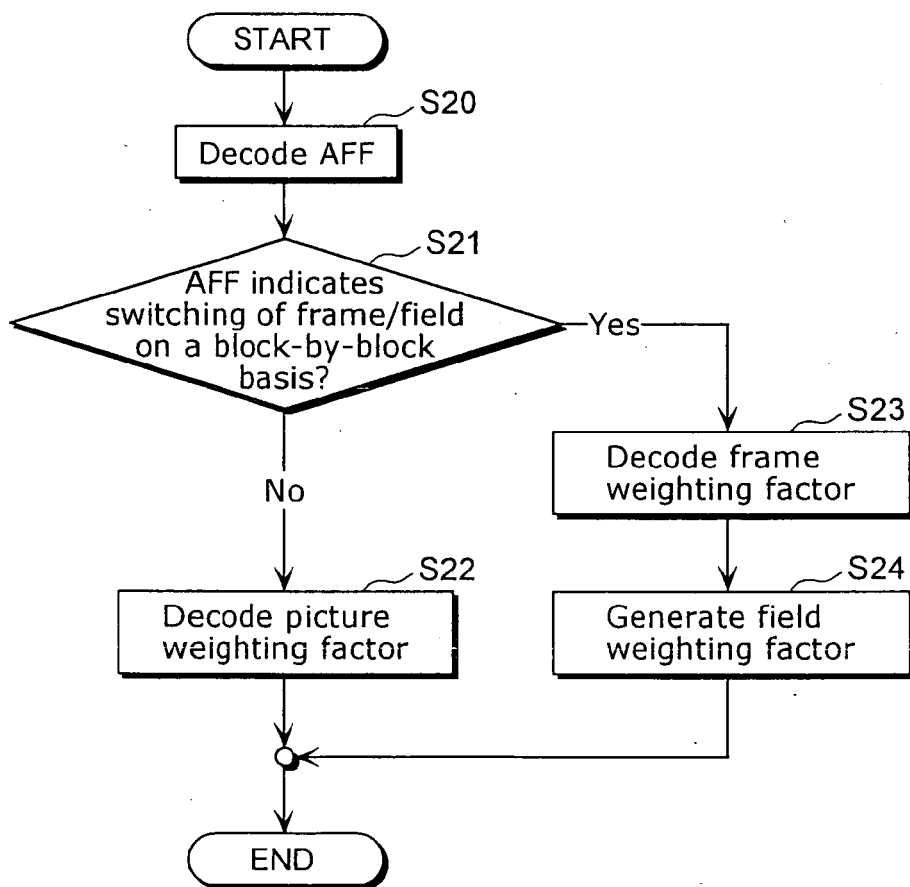 START
S20
Decode AFF
S21
AFF indicates
switching of frame/field
on a block-by-block
basis?
Yes
S23
Decode frame
weighting factor
No
S22
Decode picture
weighting factor
S24
Generate field
weighting factor
END